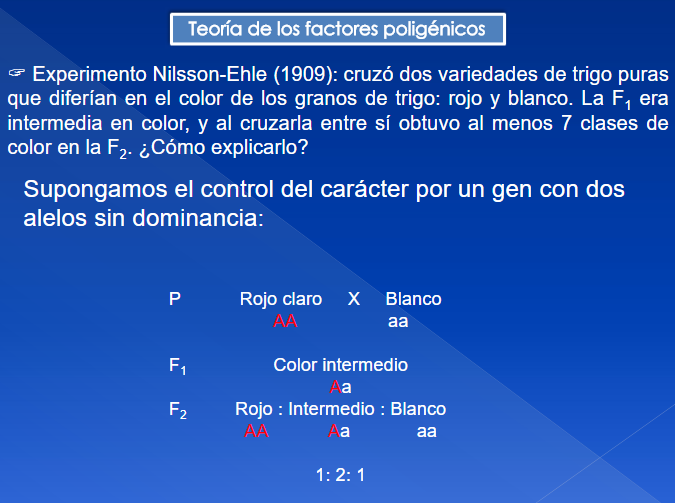 Teoría de los factores poligénicos
☞ Experimento Nilsson-Ehle (1909): cruzó dos variedades de trigo puras
que diferían en el color de los granos de trigo: rojo y blanco. La F₁ era
intermedia en color, y al cruzarla entre sí obtuvo al menos 7 clases de
color en la F₂. ¿Cómo explicarlo?
Supongamos el control del carácter por un gen con dos
alelos sin dominancia:
P Rojo claro X Blanco
AA aa
F₁ Color intermedio
Aa
F₂ Rojo : Intermedio : Blanco
AA Aa aa
1: 2: 1